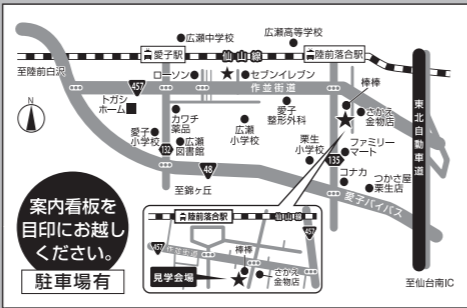 広瀬中学校
広瀬高等学校
愛子駅
仙山線
陸前落合駅
至陸前白沢
ローソン
セブンイレブン
457
作並街道
トガシ
ホーム
棒棒
さかえ
金物店
カワチ
薬品
愛子
整形外科
N
愛子
小学校
広瀬
小学校
広瀬
図書館
132
栗生
小学校
ファミリー
マート
135
48
コナカ
つかさ屋
栗生店
至錦ヶ丘
愛子バイパス
東北自動車道
至仙台南IC
案内看板を
目印にお越し
ください。
駐車場有
陸前落合駅
仙山線
457
457
作並街道
棒棒
見学会場
さかえ
金物店